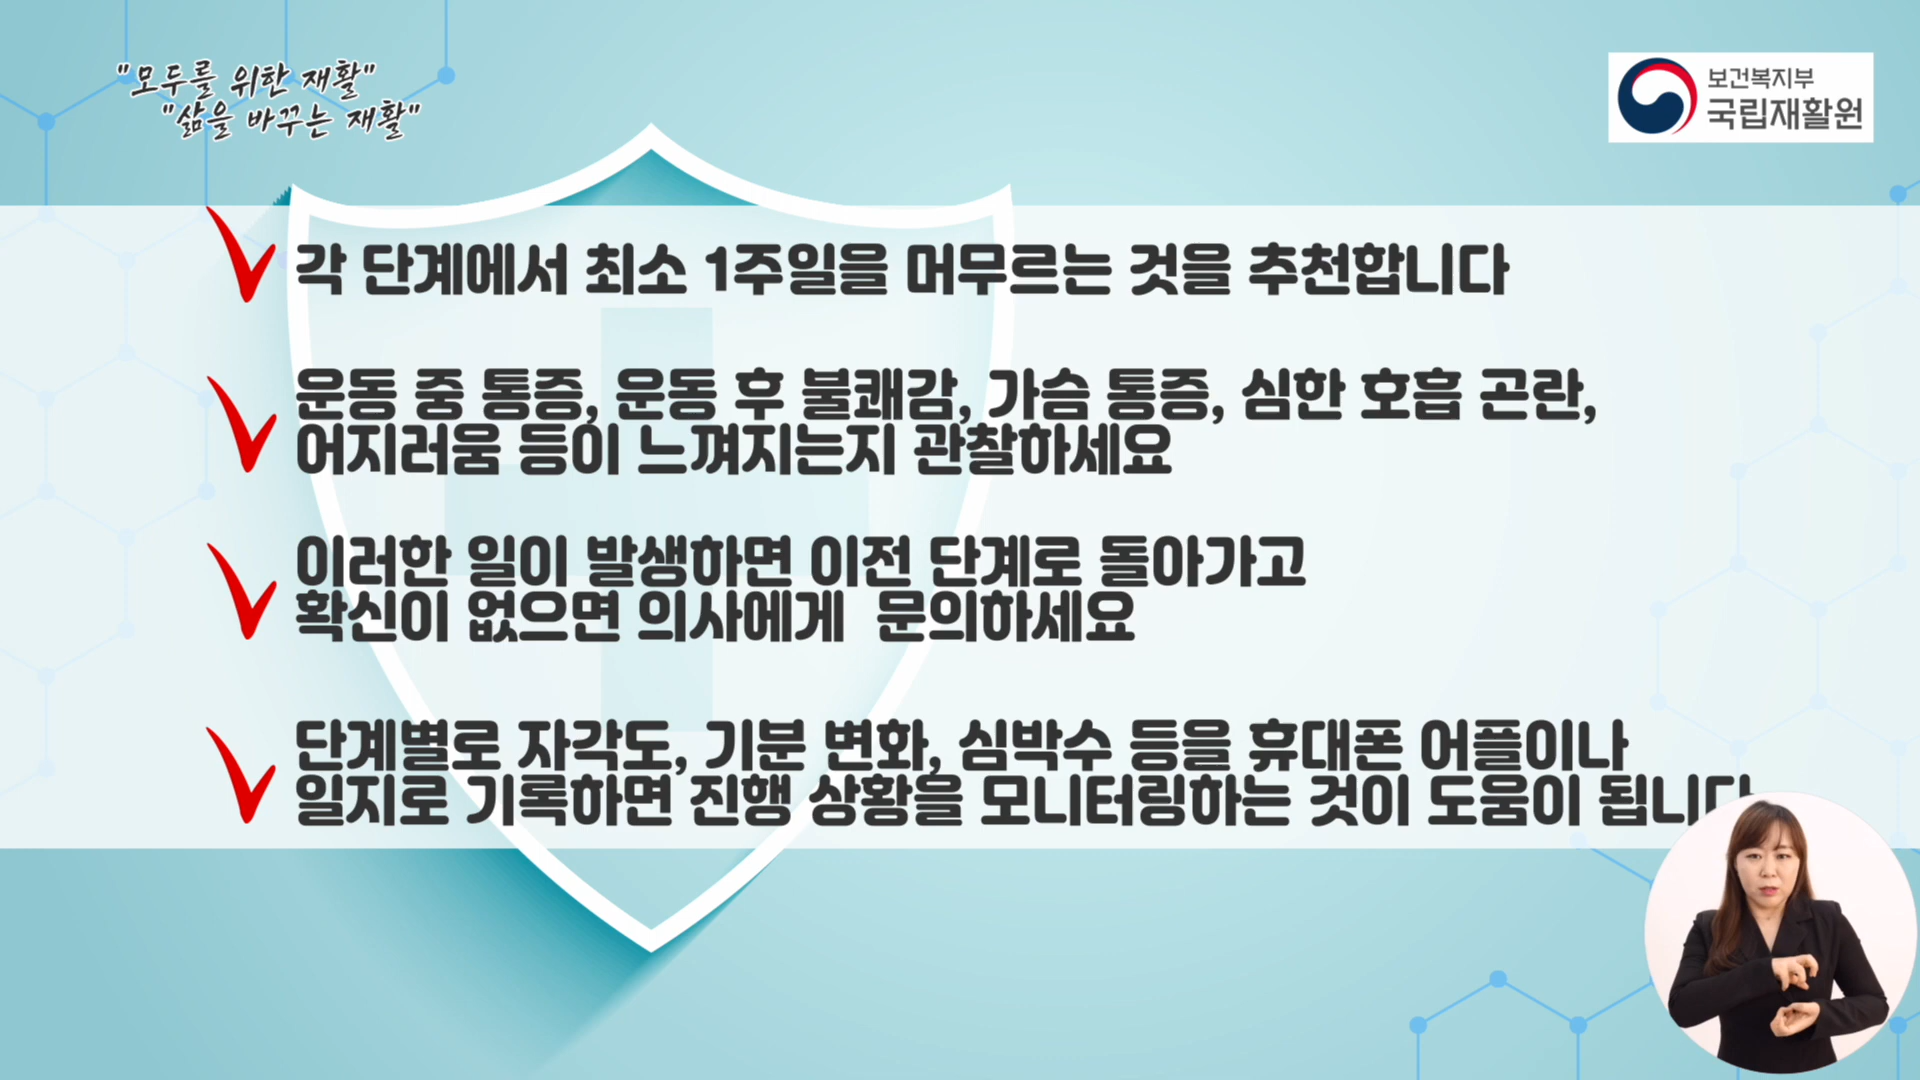 "모두를 위한 재활"
"삶을 바꾸는 재활"
보건복지부
국립재활원
각 단계에서 최소 1주일을 머무르는 것을 추천합니다
운동 중 통증, 운동 후 불쾌감, 가슴 통증, 심한 호흡 곤란,
어지러움 등이 느껴지는지 관찰하세요
이러한 일이 발생하면 이전 단계로 돌아가고
확신이 없으면 의사에게 문의하세요
단계별로 자각도, 기분 변화, 심박수 등을 휴대폰 어플이나
일지로 기록하면 진행 상황을 모니터링하는 것이 도움이 됩니다